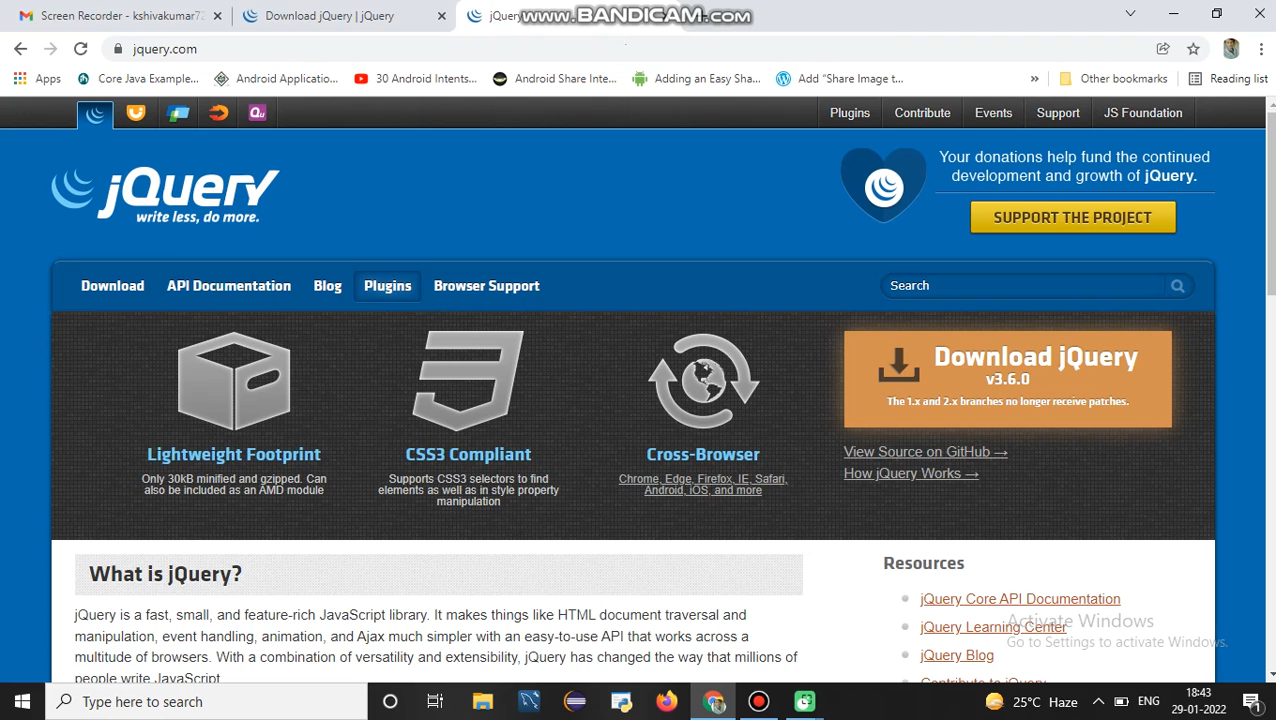 Screen Recorder - kshivakumar72
Download jQuery | jQuery
jQuery
www.BANDICAM.com
jquery.com
Apps
Core Java Example...
Android Applicatio...
30 Android Intents...
Android Share Inte...
Adding an Easy Sha...
Add “Share Image t...
»
Other bookmarks
Reading list
Qu
Plugins
Contribute
Events
Support
JS Foundation
jQuery
write less, do more.
Your donations help fund the continued
development and growth of jQuery.
SUPPORT THE PROJECT
Download
API Documentation
Blog
Plugins
Browser Support
Search
Lightweight Footprint
Only 30kB minified and gzipped. Can
also be included as an AMD module
CSS3 Compliant
Supports CSS3 selectors to find
elements as well as in style property
manipulation
Cross-Browser
Chrome, Edge, Firefox, IE, Safari,
Android, iOS, and more
Download jQuery
v3.6.0
The 1.x and 2.x branches no longer receive patches.
View Source on GitHub →
How jQuery Works →
What is jQuery?
jQuery is a fast, small, and feature-rich JavaScript library. It makes things like HTML document traversal and
manipulation, event handling, animation, and Ajax much simpler with an easy-to-use API that works across a
multitude of browsers. With a combination of versatility and extensibility, jQuery has changed the way that millions of
people write JavaScript.
Resources
jQuery Core API Documentation
jQuery Learning Center
jQuery Blog
Contribute to jQuery
Activate Windows
Go to Settings to activate Windows.
Type here to search
25°C Haze
ENG
18:43
29-01-2022
1